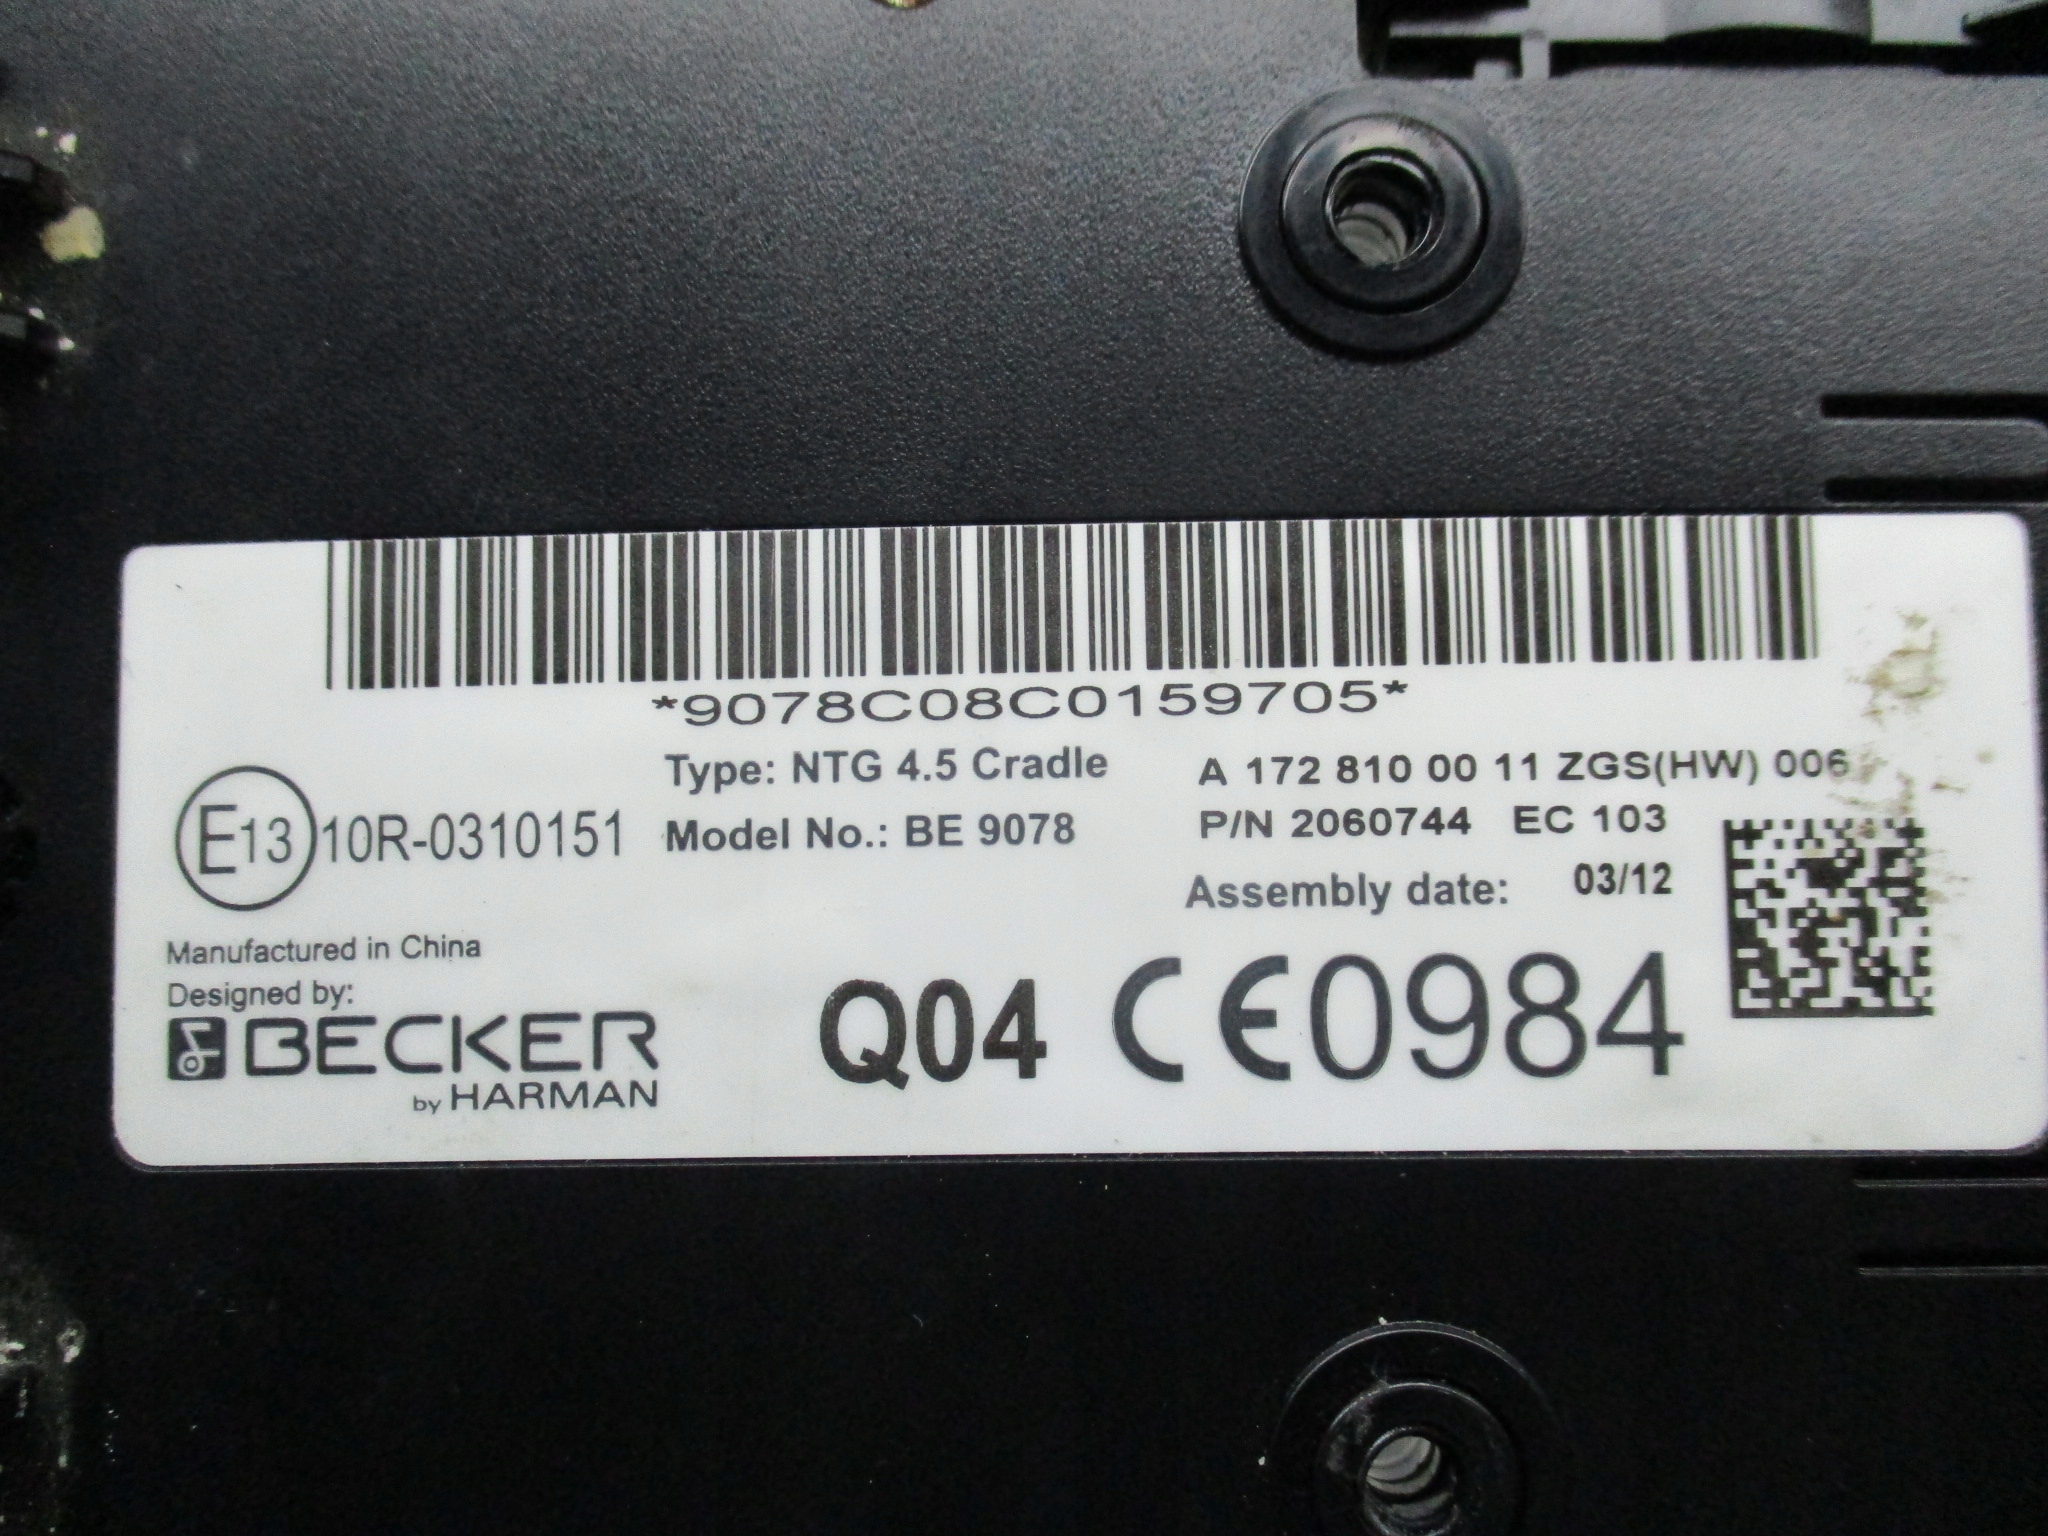 *9078C08C0159705*
Type: NTG 4.5 Cradle
A 172 810 00 11 ZGS(HW) 006
E13 10R-0310151
Model No.: BE 9078
P/N 2060744 EC 103
Assembly date: 03/12
Manufactured in China
Designed by:
BECKER
by HARMAN
Q04 CE0984